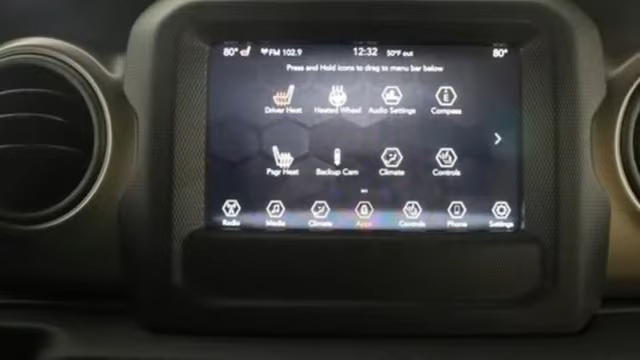 80° FM 102.9 12:32 50°F out 80°
Press and Hold icons to drag to menu bar below
Driver Heat Heated Wheel Audio Settings Compass
E
Psgr Heat Backup Cam Climate Controls
Radio Media Climate Apps Controls Phone Settings